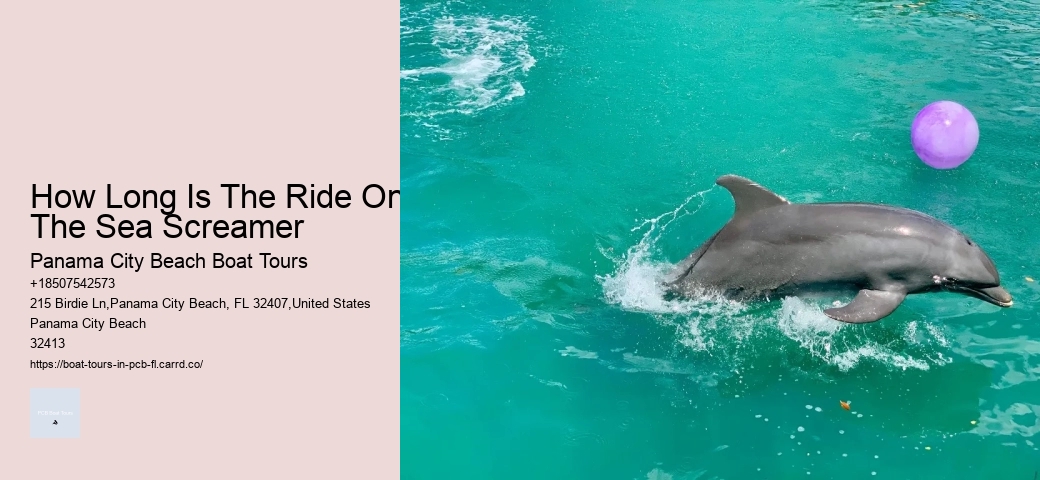 How Long Is The Ride On
The Sea Screamer
Panama City Beach Boat Tours
+18507542573
215 Birdie Ln,Panama City Beach, FL 32407,United States
Panama City Beach
32413
https://boat-tours-in-pcb-fl.carrd.co/